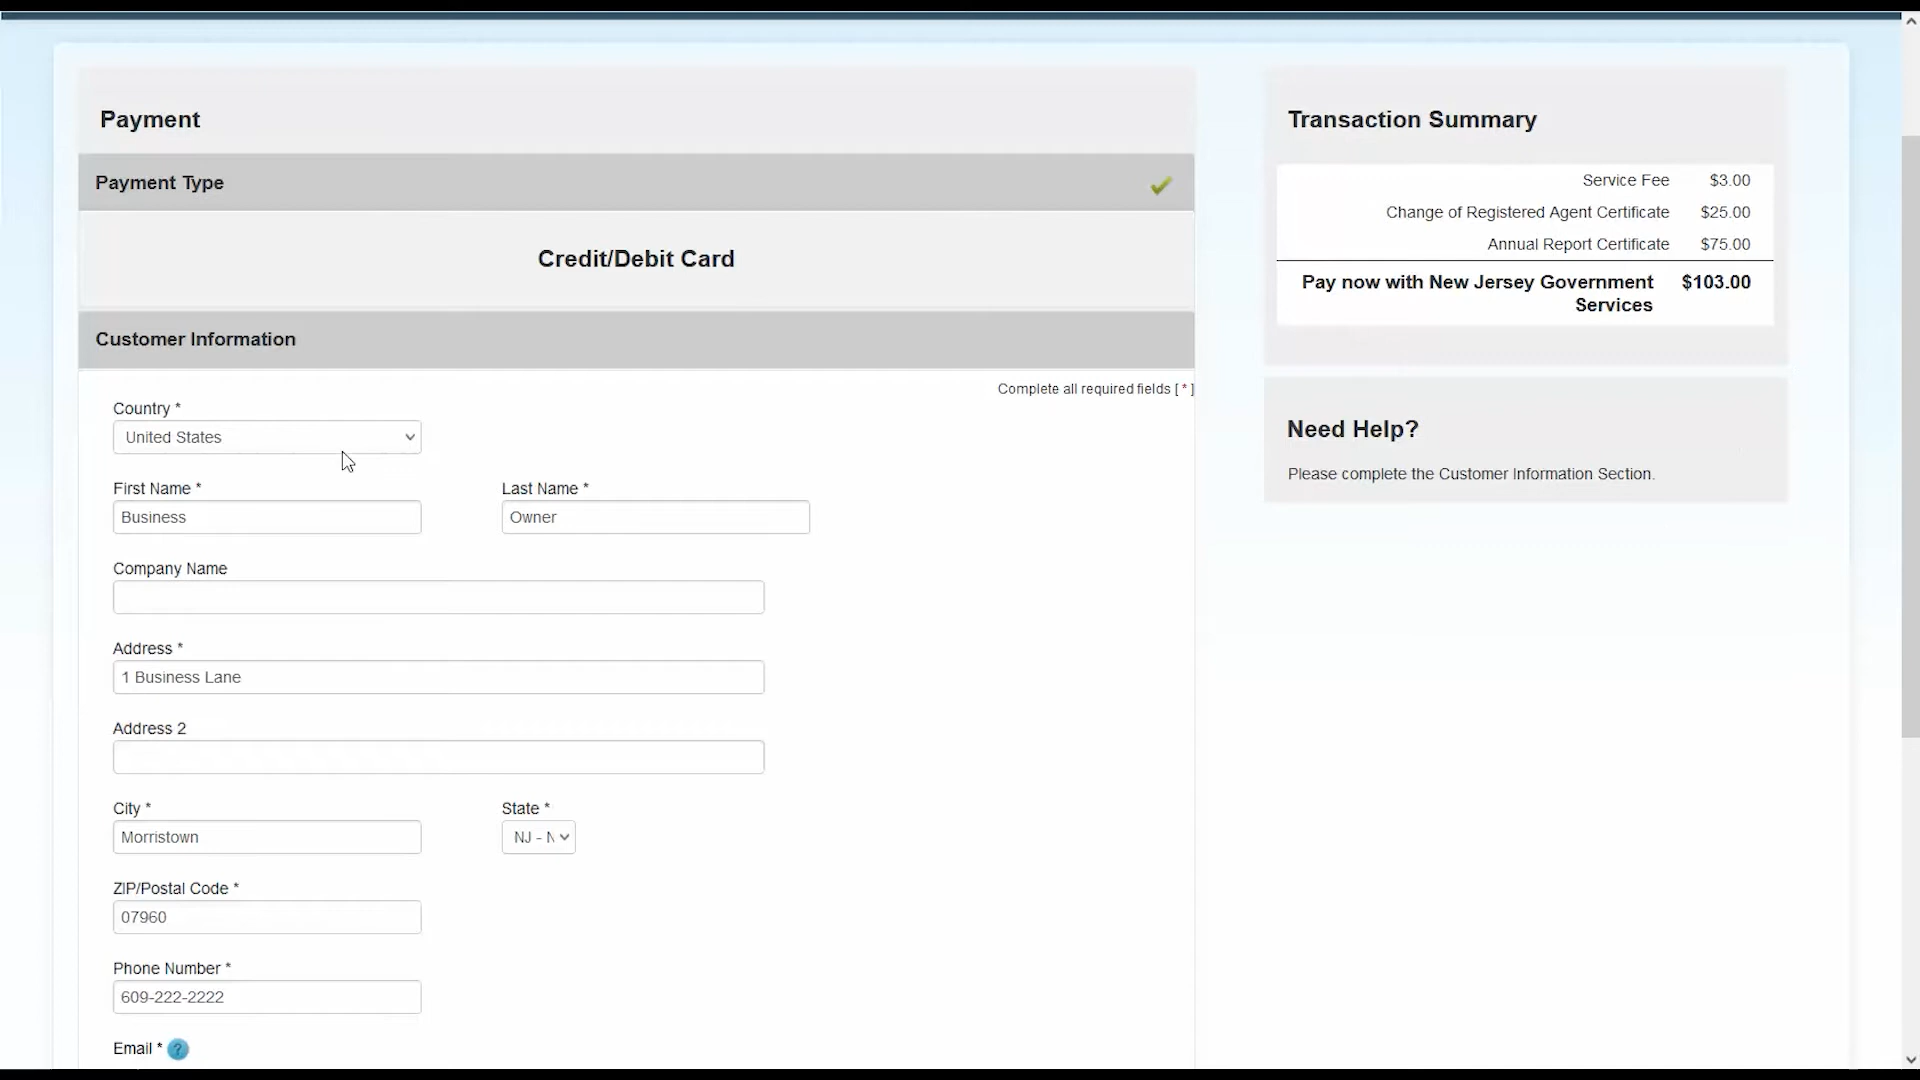 Payment
Payment Type
Credit/Debit Card
Customer Information
Complete all required fields [ * ]
Country *
United States
First Name *
Last Name *
Business
Owner
Company Name
Address *
1 Business Lane
Address 2
City *
State *
Morristown
NJ - N
ZIP/Postal Code *
07960
Phone Number *
609-222-2222
Email * ?
Transaction Summary
Service Fee $3.00
Change of Registered Agent Certificate $25.00
Annual Report Certificate $75.00
Pay now with New Jersey Government $103.00
Services
Need Help?
Please complete the Customer Information Section.